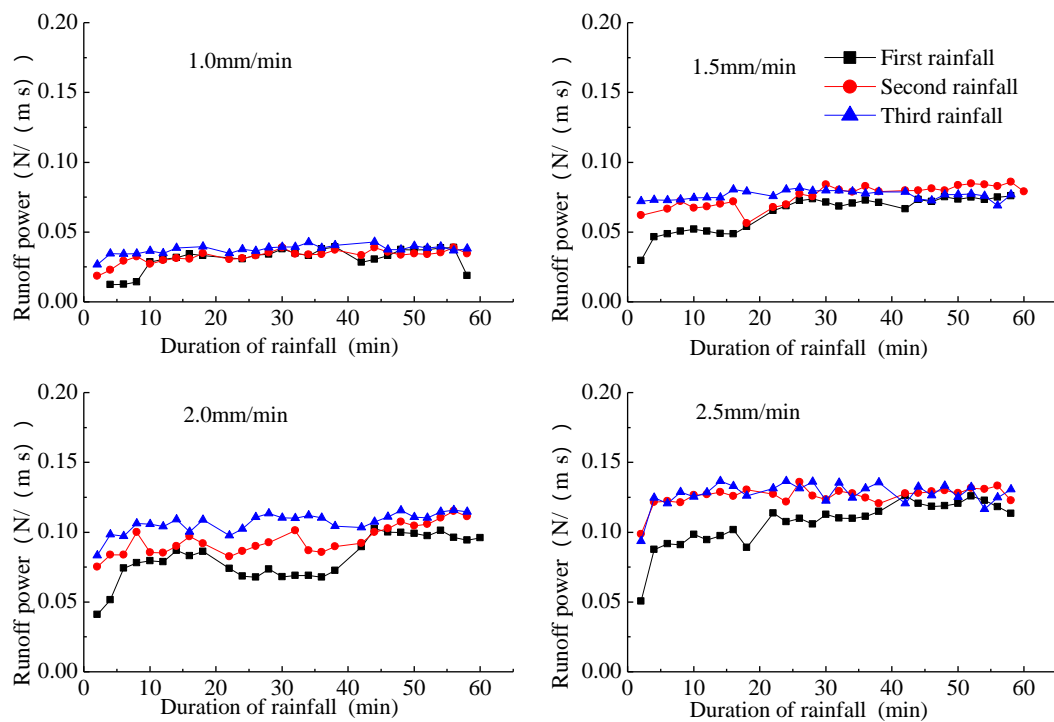 0.20
0.15
0.10
0.05
0.00
Runoff power (N/ (m s) )
1.0mm/min
0 10 20 30 40 50 60
Duration of rainfall (min)
0.20
0.15
0.10
0.05
0.00
Runoff power (N/ (m s) )
1.5mm/min
First rainfall
Second rainfall
Third rainfall
0 10 20 30 40 50 60
Duration of rainfall (min)
0.20
0.15
0.10
0.05
0.00
Runoff power (N/ (m s) )
2.0mm/min
0 10 20 30 40 50 60
Duration of rainfall (min)
0.20
0.15
0.10
0.05
0.00
Runoff power (N/ (m s) )
2.5mm/min
0 10 20 30 40 50 60
Duration of rainfall (min)